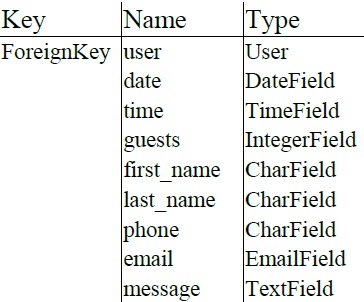 Key Name Type
ForeignKey user User
date DateField
time TimeField
guests IntegerField
first_name CharField
last_name CharField
phone CharField
email EmailField
message TextField